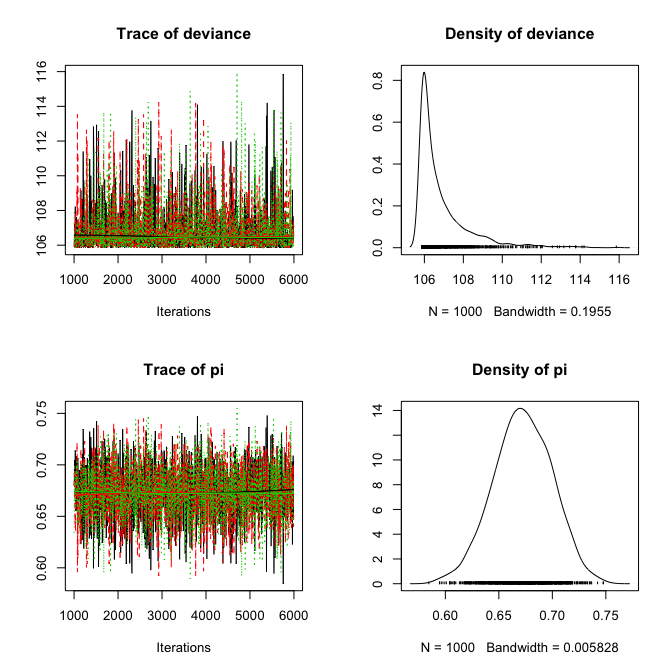 Trace of deviance
116
114
112
110
108
106
1000 2000 3000 4000 5000 6000
Iterations
Density of deviance
0.8
0.6
0.4
0.2
0.0
106 108 110 112 114 116
N = 1000 Bandwidth = 0.1955
Trace of pi
0.75
0.70
0.65
0.60
1000 2000 3000 4000 5000 6000
Iterations
Density of pi
14
10
8
6
4
2
0
0.60 0.65 0.70 0.75
N = 1000 Bandwidth = 0.005828